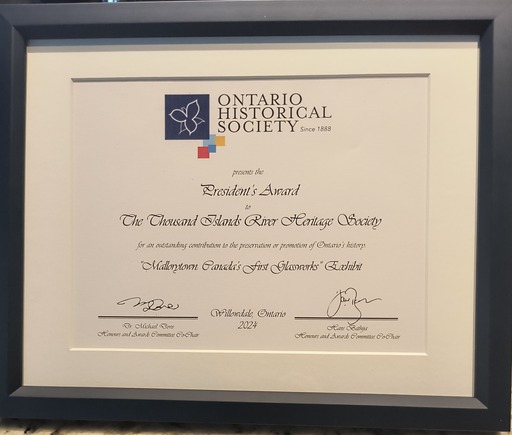 ONTARIO
HISTORICAL
SOCIETY Since 1888
presents the
President's Award
to
The Thousand Islands River Heritage Society
for an outstanding contribution to the preservation or promotion of Ontario's history.
"Mallorytown, Canada's First Glassworks" Exhibit
Willowdale, Ontario
2024
Dr. Michael Dove
Honours and Awards Committee Co-Chair
Hans Bathija
Honours and Awards Committee Co-Chair